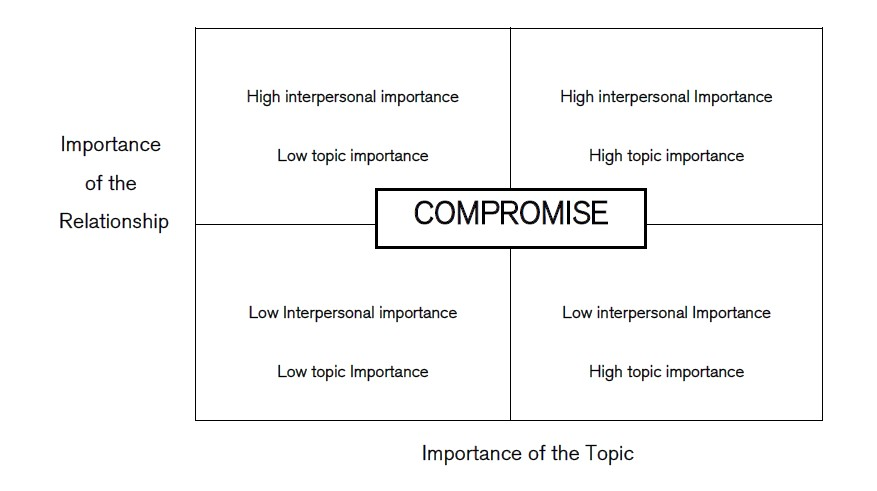 High interpersonal importance
Low topic importance
High interpersonal Importance
High topic importance
Importance
of the
Relationship
COMPROMISE
Low Interpersonal importance
Low topic Importance
Low interpersonal Importance
High topic importance
Importance of the Topic